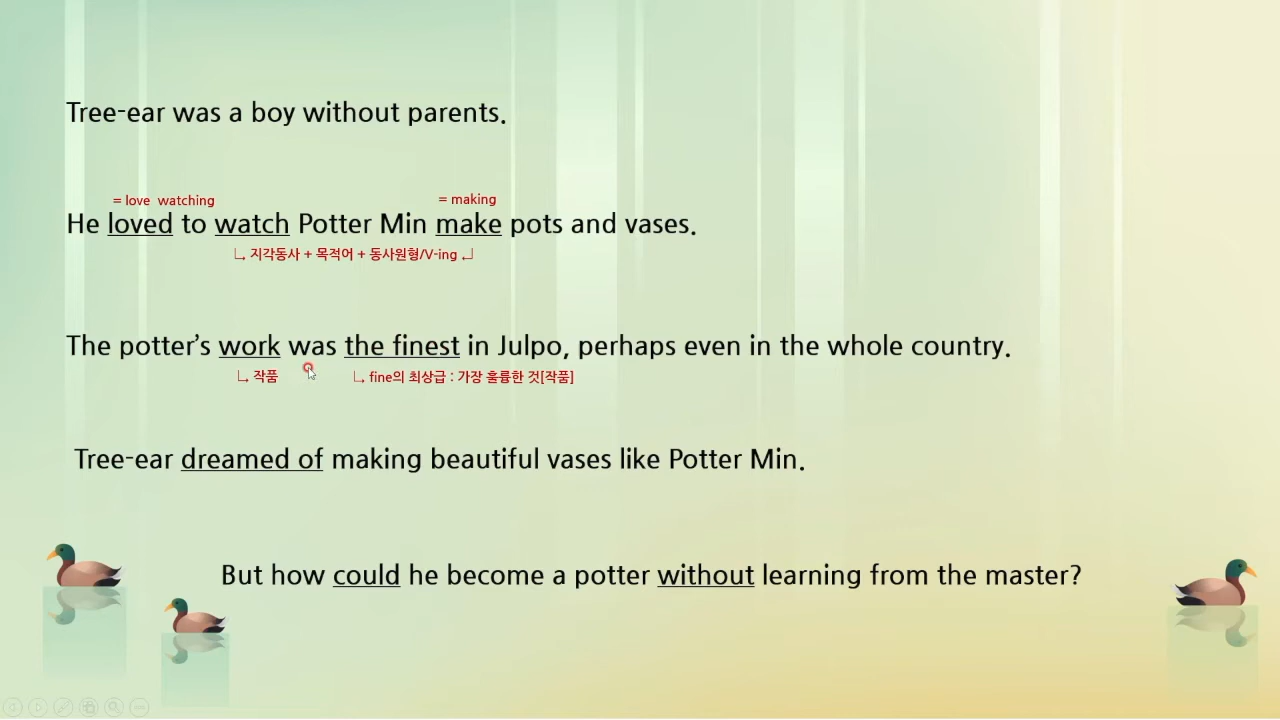 Tree-ear was a boy without parents.
= love watching = making
He loved to watch Potter Min make pots and vases.
지각동사 + 목적어 + 동사원형/V-ing
The potter's work was the finest in Julpo, perhaps even in the whole country.
작품 fine의 최상급 : 가장 훌륭한 것[작품]
Tree-ear dreamed of making beautiful vases like Potter Min.
But how could he become a potter without learning from the master?